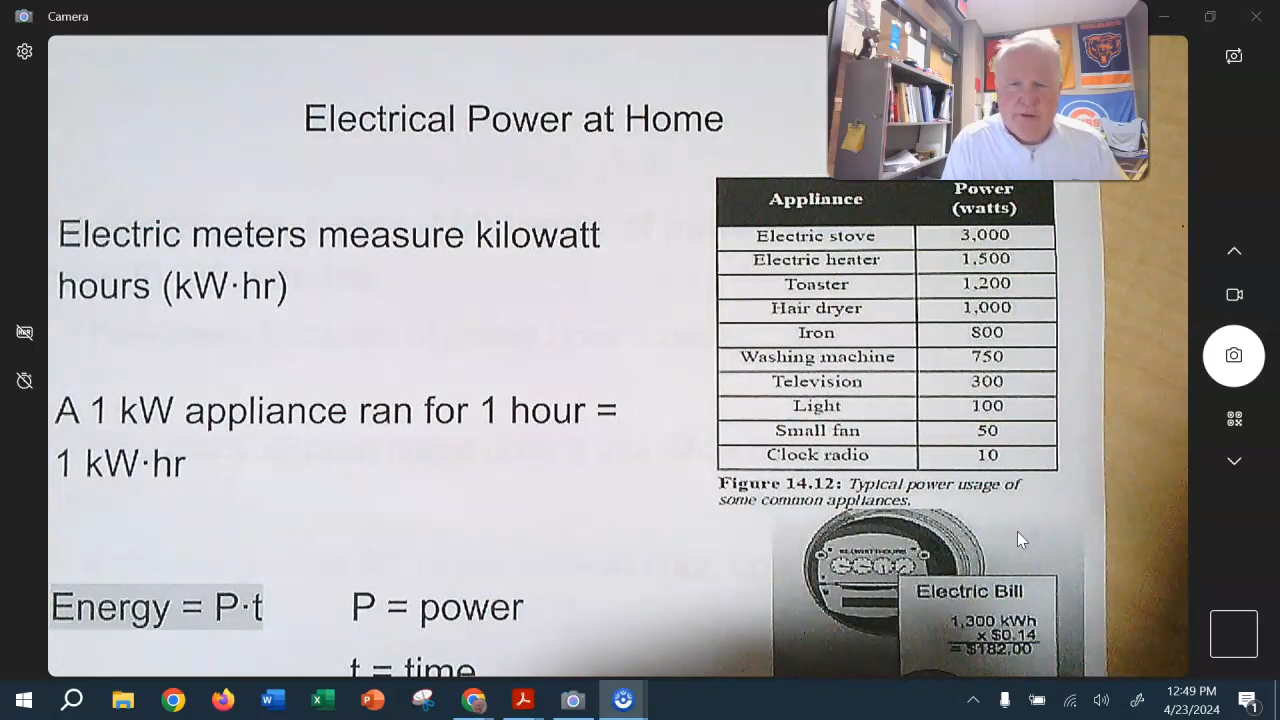 Camera
Electrical Power at Home
Electric meters measure kilowatt
hours (kW·hr)
A 1 kW appliance ran for 1 hour =
1 kW·hr
Energy = P·t P = power
t = time
Appliance Power (watts)
Electric stove 3,000
Electric heater 1,500
Toaster 1,200
Hair dryer 1,000
Iron 800
Washing machine 750
Television 300
Light 100
Small fan 50
Clock radio 10
Figure 14.12: Typical power usage of
some common appliances.
KILOWATTHOURS
Electric Bill
1,300 kWh
x $0.14
= $182.00
12:49 PM
4/23/2024
1